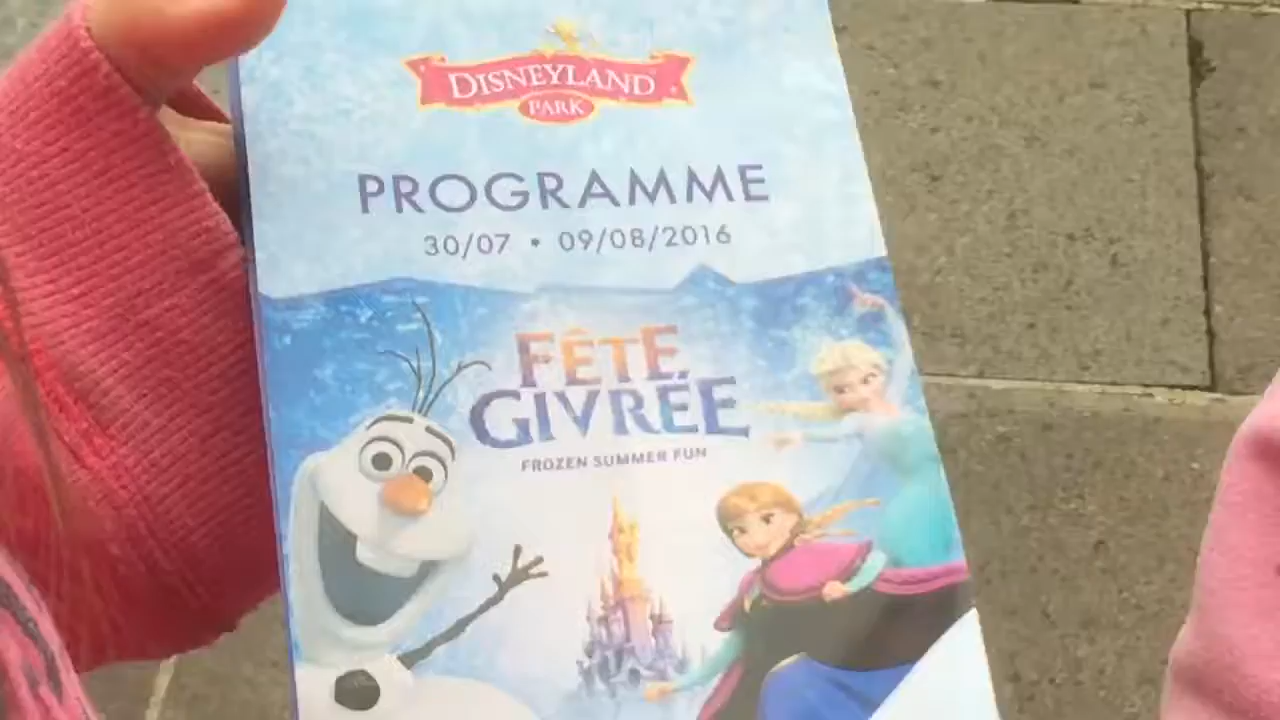 DISNEYLAND
PARK
PROGRAMME
30/07 • 09/08/2016
FÊTE
GIVRÉE
FROZEN SUMMER FUN